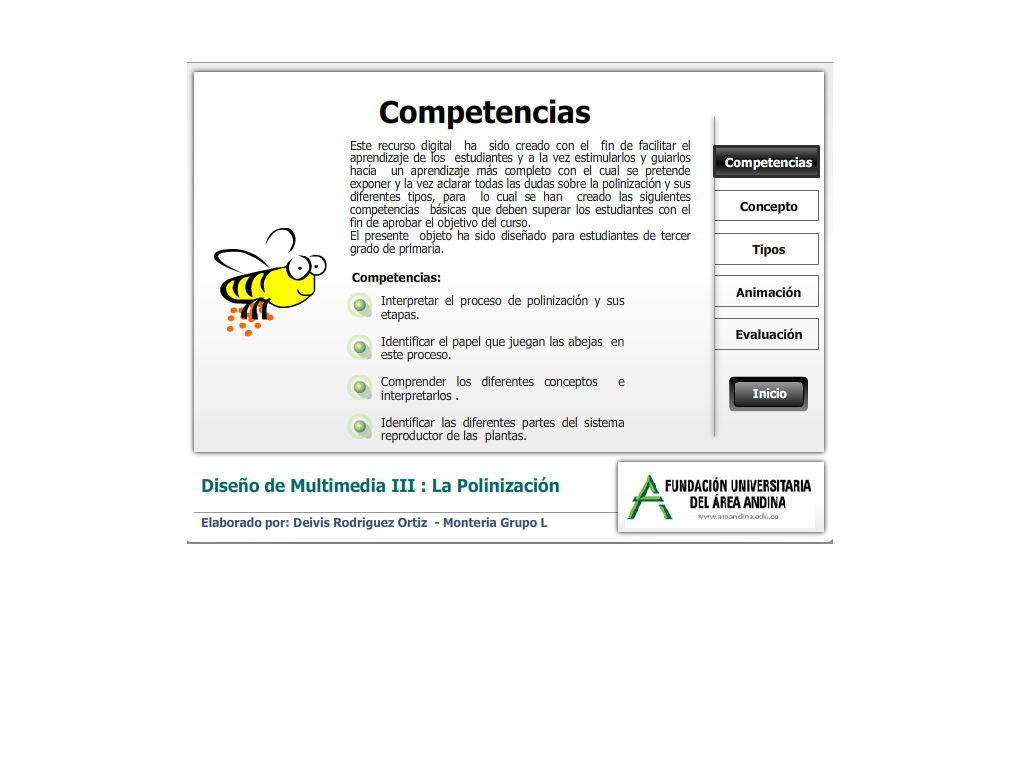 Competencias
Este recurso digital ha sido creado con el fin de facilitar el
aprendizaje de los estudiantes y a la vez estimularlos y guiarlos
hacía un aprendizaje más completo con el cual se pretende
exponer y la vez aclarar todas las dudas sobre la polinización y sus
diferentes tipos, para lo cual se han creado las siguientes
competencias básicas que deben superar los estudiantes con el
fin de aprobar el objetivo del curso.
El presente objeto ha sido diseñado para estudiantes de tercer
grado de primaria.
Competencias:
Interpretar el proceso de polinización y sus
etapas.
Identificar el papel que juegan las abejas en
este proceso.
Comprender los diferentes conceptos e
interpretarlos .
Identificar las diferentes partes del sistema
reproductor de las plantas.
Competencias
Concepto
Tipos
Animación
Evaluación
Inicio
Diseño de Multimedia III : La Polinización
Elaborado por: Deivis Rodriguez Ortiz - Monteria Grupo L
FUNDACIÓN UNIVERSITARIA
DEL ÁREA ANDINA
www.areandina.edu.co